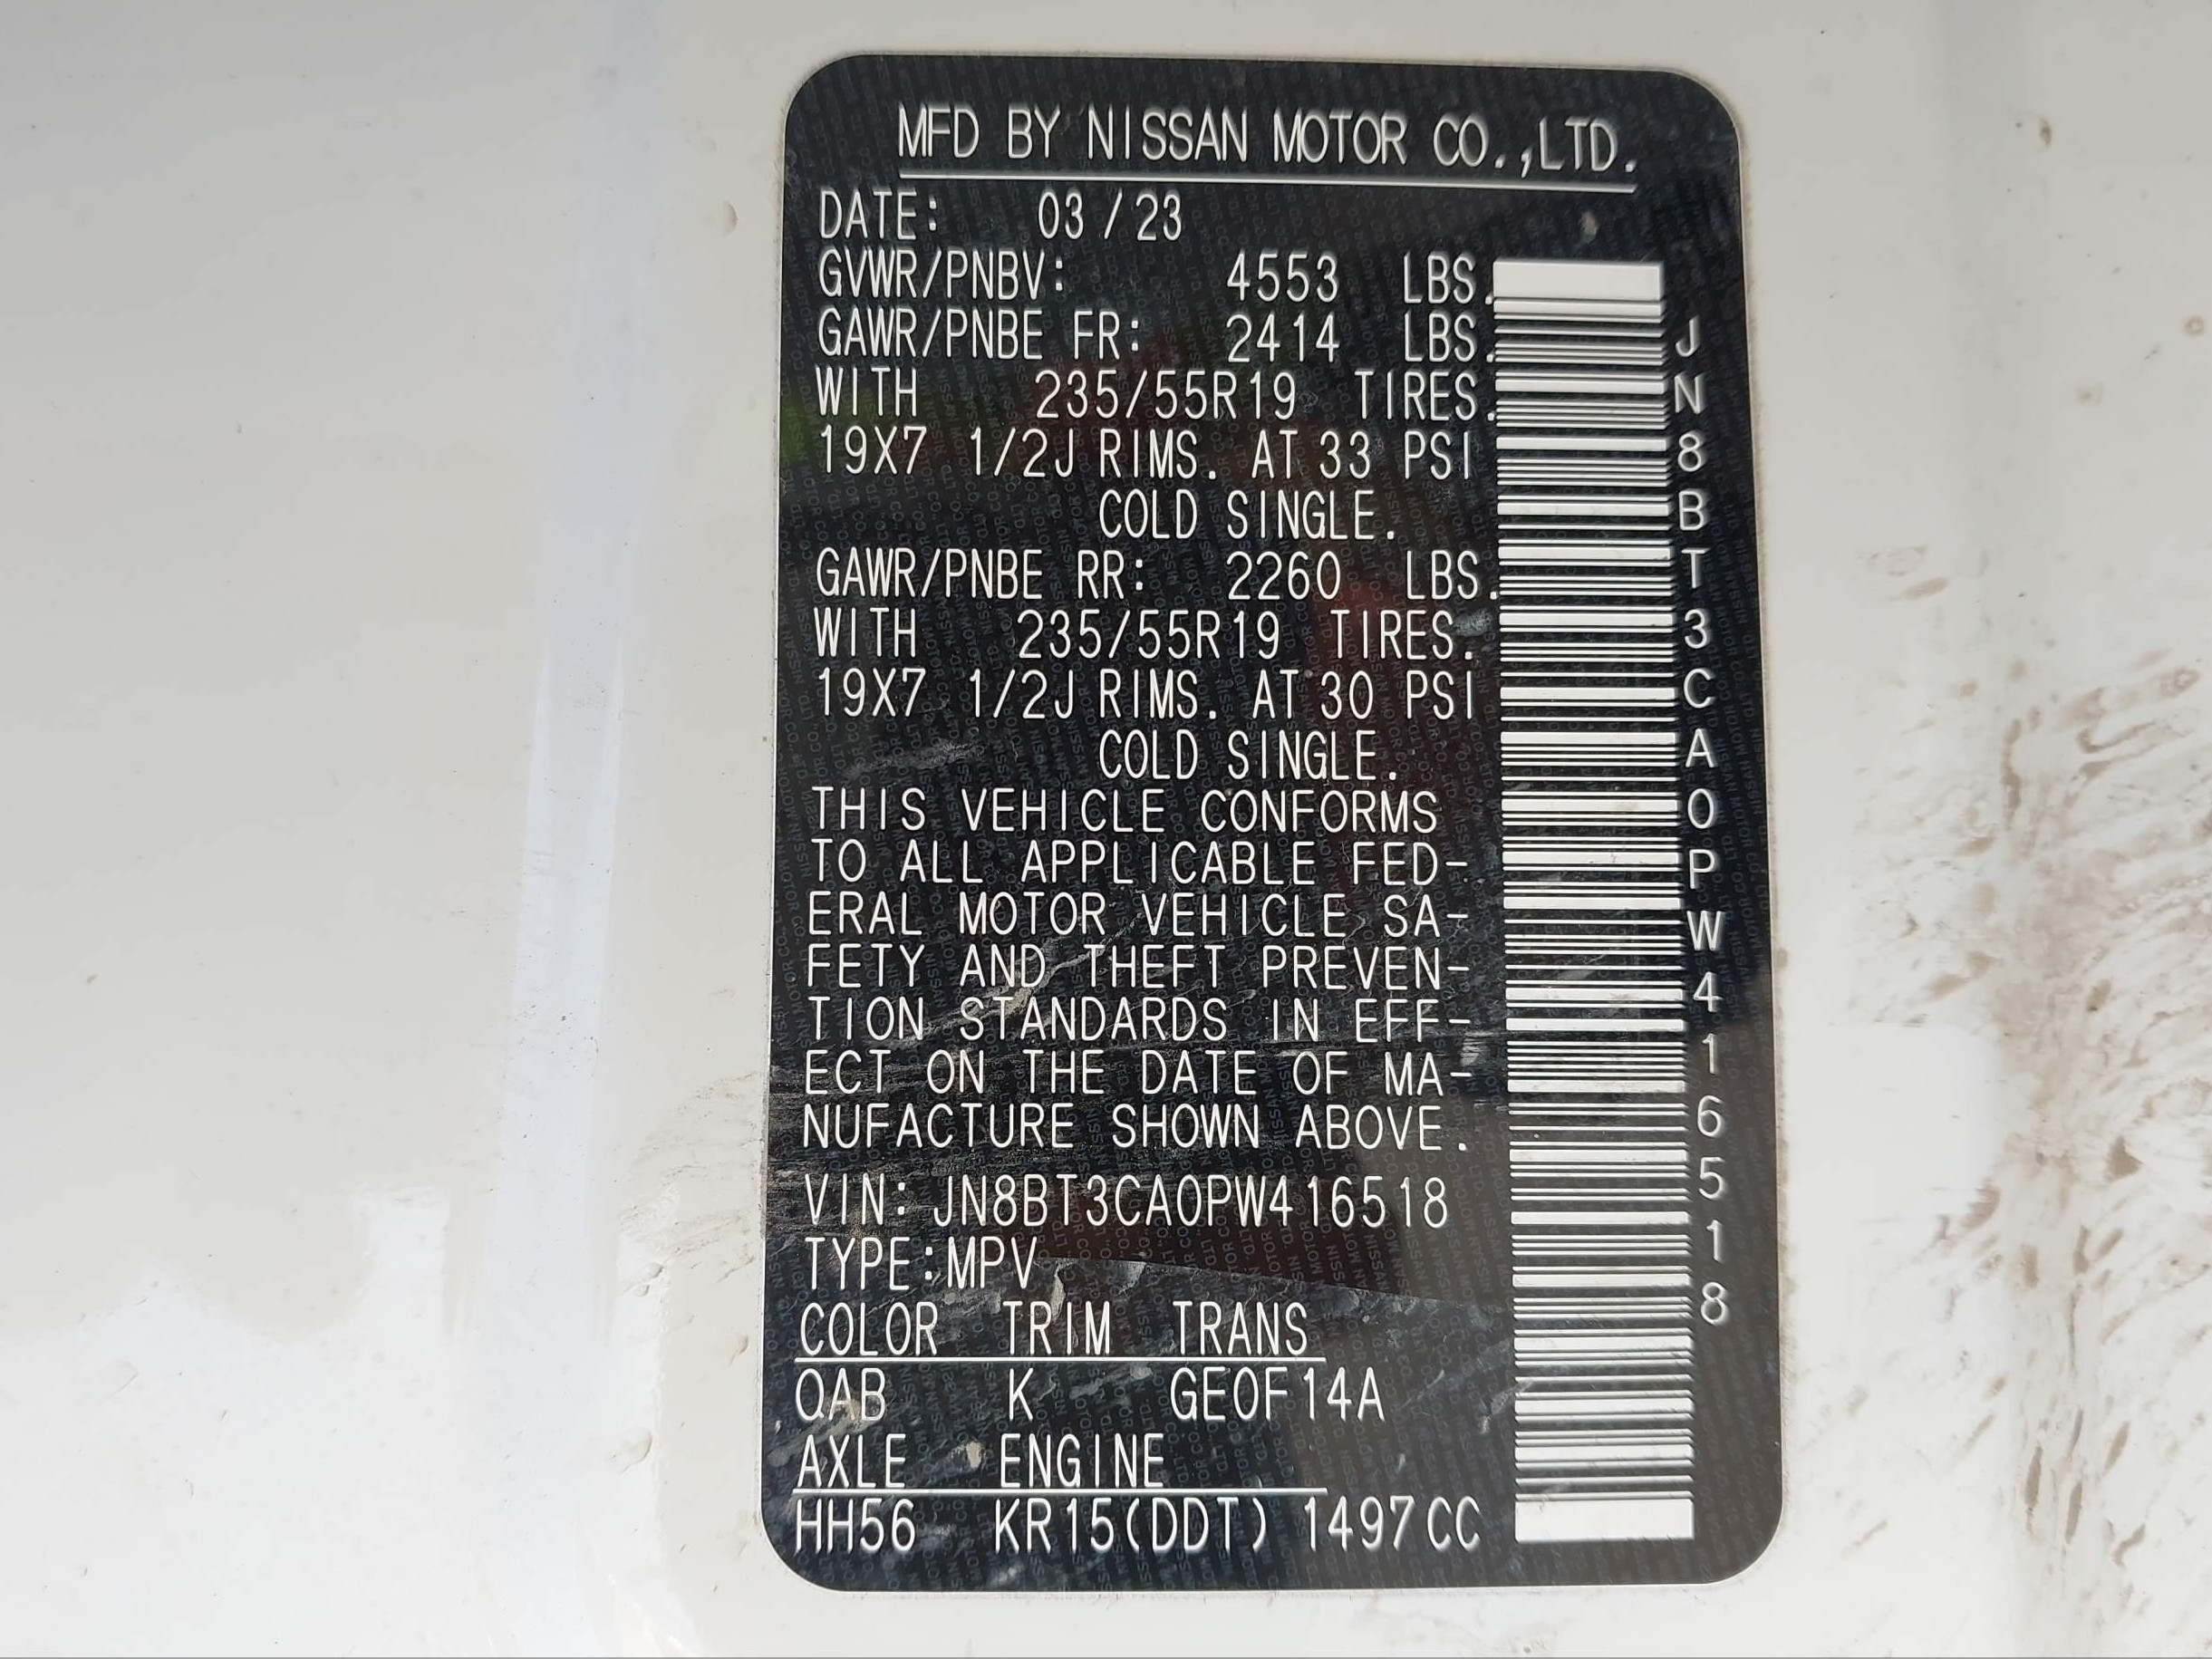 MFD BY NISSAN MOTOR CO.,LTD.
DATE: 03/23
GVWR/PNBV: 4553 LBS.
GAWR/PNBE FR: 2414 LBS.
WITH 235/55R19 TIRES.
19X7 1/2J RIMS. AT 33 PSI
COLD SINGLE.
GAWR/PNBE RR: 2260 LBS.
WITH 235/55R19 TIRES.
19X7 1/2J RIMS. AT 30 PSI
COLD SINGLE.
THIS VEHICLE CONFORMS
TO ALL APPLICABLE FED-
ERAL MOTOR VEHICLE SA-
FETY AND THEFT PREVEN-
TION STANDARDS IN EFF-
ECT ON THE DATE OF MA-
NUFACTURE SHOWN ABOVE.
VIN: JN8BT3CA0PW416518
TYPE:MPV
COLOR TRIM TRANS
QAB K GE0F14A
AXLE ENGINE
HH56 KR15(DDT) 1497CC
JN8BT3CA0PW416518